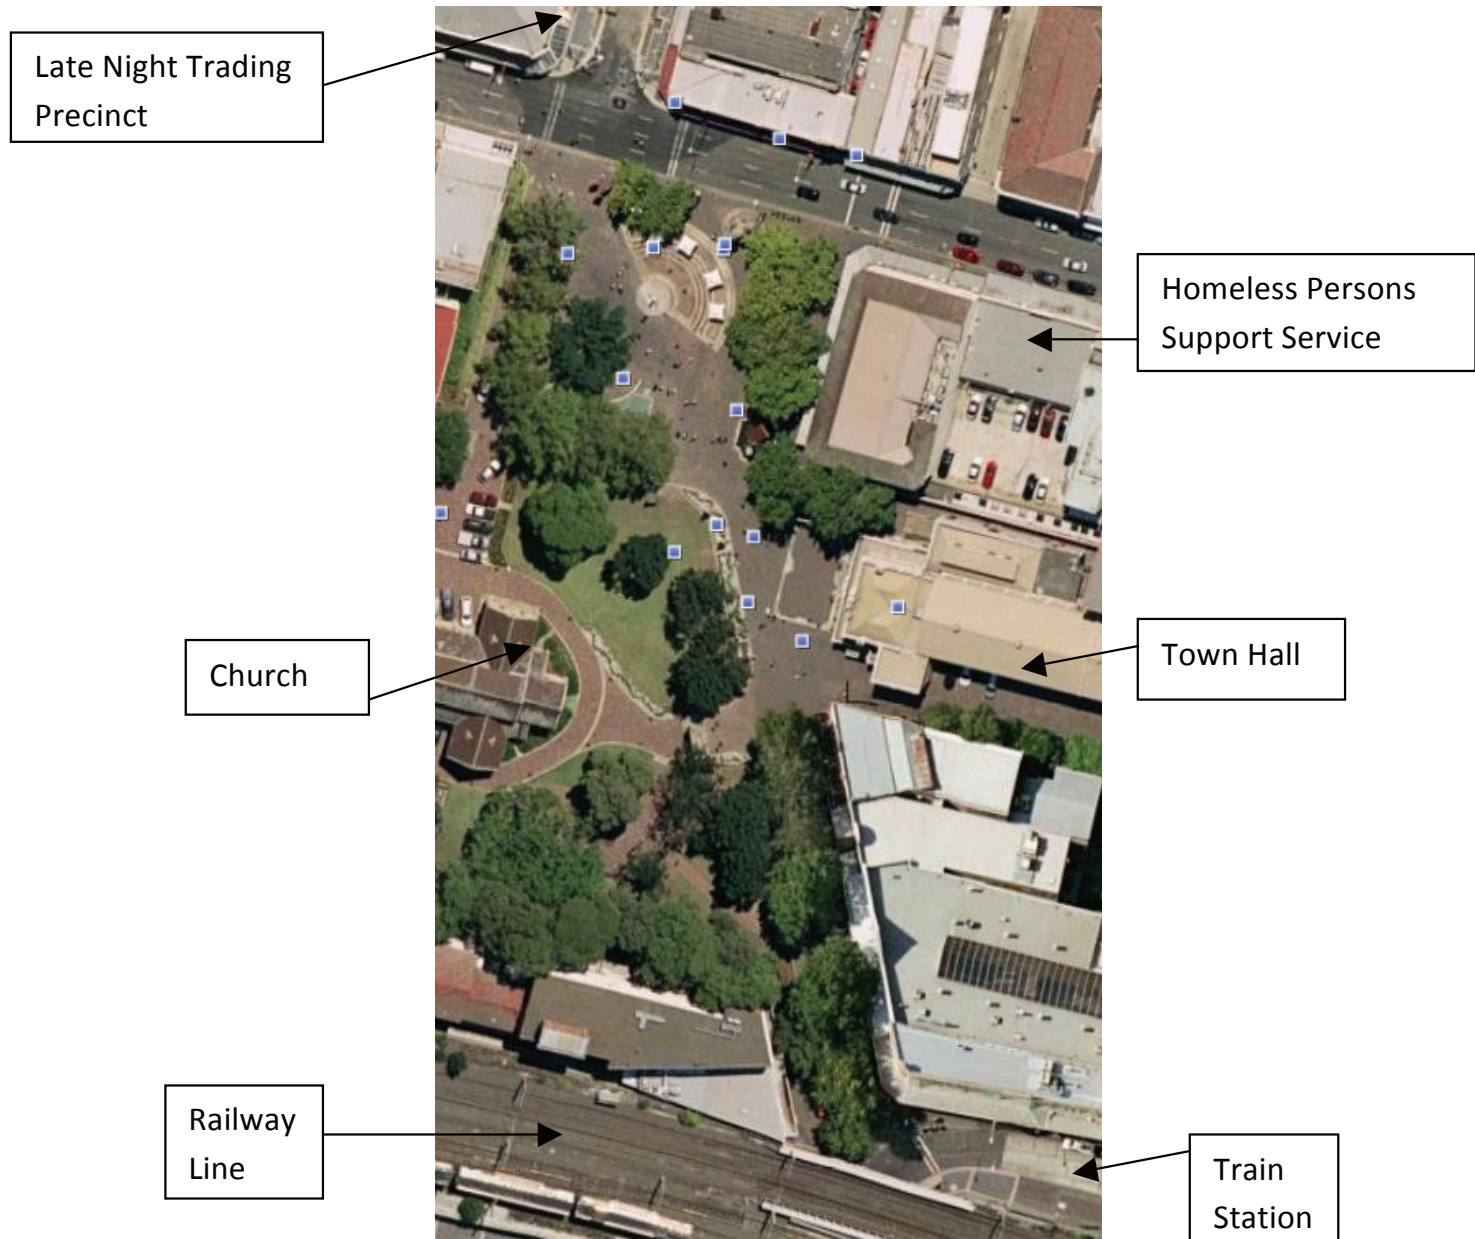 Late Night Trading
Precinct
Homeless Persons
Support Service
Church
Town Hall
Railway
Line
Train
Station